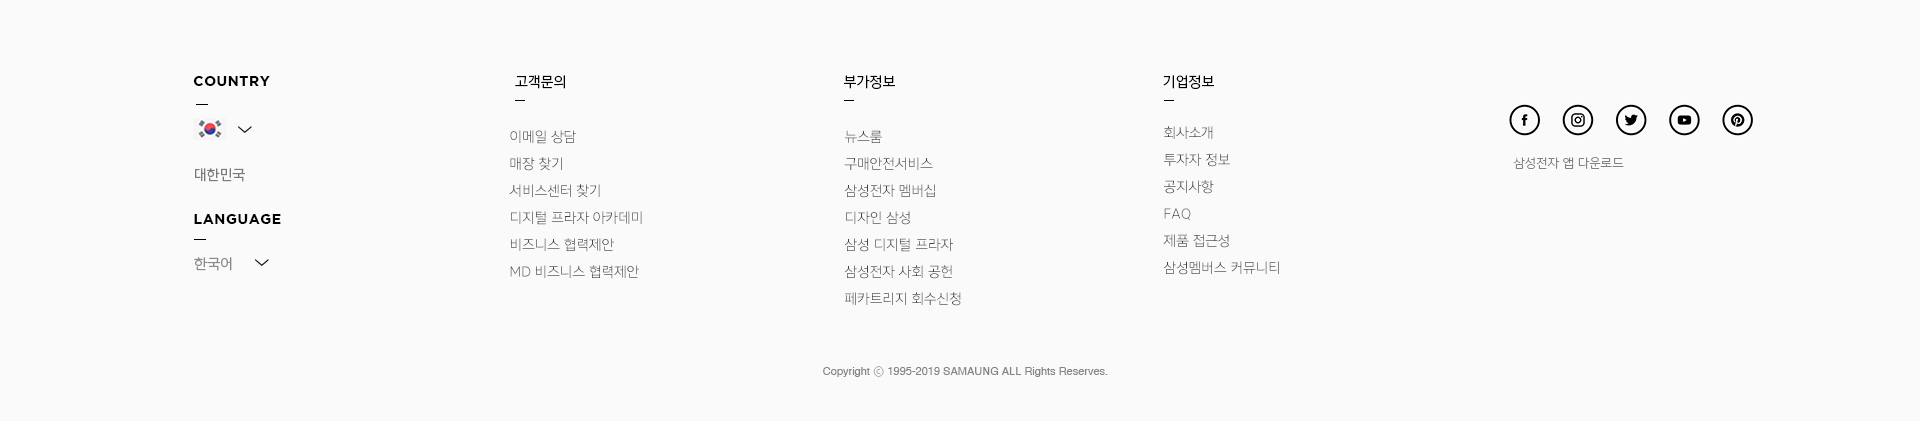 COUNTRY
대한민국
LANGUAGE
한국어
고객문의
이메일 상담
매장 찾기
서비스센터 찾기
디지털 프라자 아카데미
비즈니스 협력제안
MD 비즈니스 협력제안
부가정보
뉴스룸
구매안전서비스
삼성전자 멤버십
디자인 삼성
삼성 디지털 프라자
삼성전자 사회 공헌
페카트리지 회수신청
기업정보
회사소개
투자자 정보
공지사항
FAQ
제품 접근성
삼성멤버스 커뮤니티
삼성전자 앱 다운로드
Copyright ⓒ 1995-2019 SAMAUNG ALL Rights Reserves.